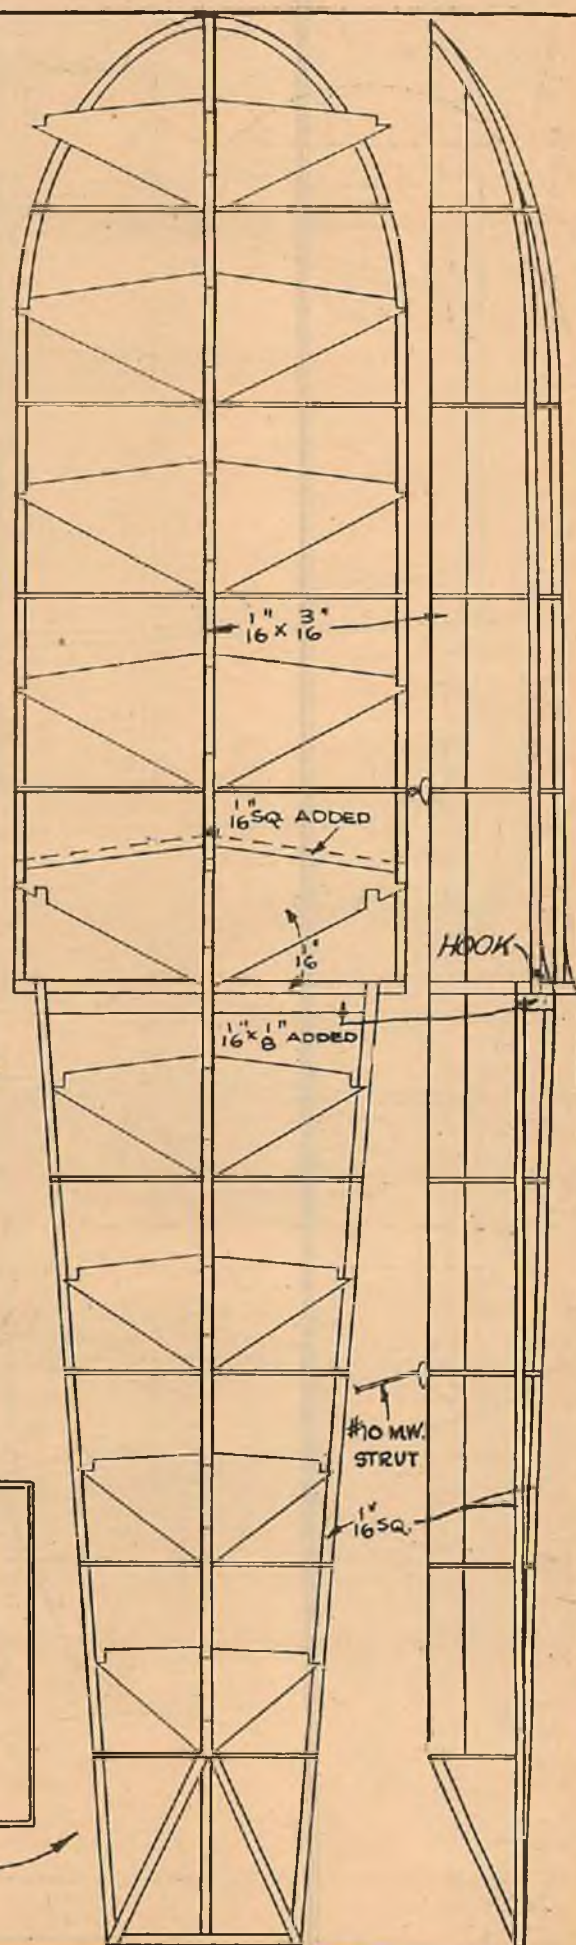 1/16" x 3/16"
1/16" SQ. ADDED
1/16"
HOOK
1/16" x 1/8" ADDED
#10 M.W.
STRUT
1/16" SQ.